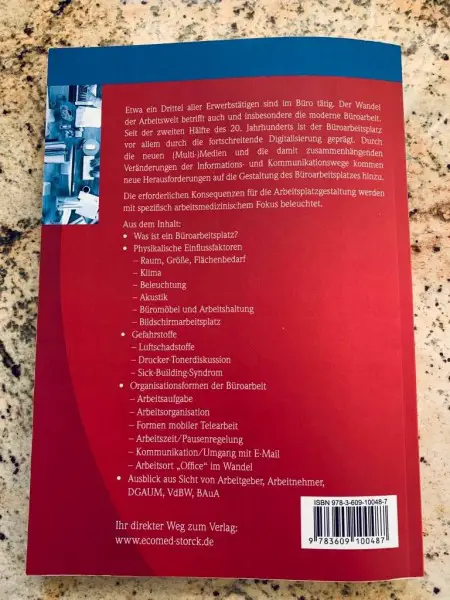 Etwa ein Drittel aller Erwerbstätigen sind im Büro tätig. Der Wandel
der Arbeitswelt betrifft auch und insbesondere die moderne Büroarbeit.
Seit der zweiten Hälfte des 20. Jahrhunderts ist der Büroarbeitsplatz
vor allem durch die fortschreitende Digitalisierung geprägt. Durch
die neuen (Multi-)Medien und die damit zusammenhängenden
Veränderungen der Informations- und Kommunikationswege kommen
neue Herausforderungen auf die Gestaltung des Büroarbeitsplatzes hinzu.
Die erforderlichen Konsequenzen für die Arbeitsplatzgestaltung werden
mit spezifisch arbeitsmedizinischem Fokus beleuchtet.
Aus dem Inhalt:
• Was ist ein Büroarbeitsplatz?
• Physikalische Einflussfaktoren
– Raum, Größe, Flächenbedarf
– Klima
– Beleuchtung
– Akustik
– Büromöbel und Arbeitshaltung
– Bildschirmarbeitsplatz
• Gefahrstoffe
– Luftschadstoffe
– Drucker-Tonerdiskussion
– Sick-Building-Syndrom
• Organisationsformen der Büroarbeit
– Arbeitsaufgabe
– Arbeitsorganisation
– Formen mobiler Telearbeit
– Arbeitszeit/Pausenregelung
– Kommunikation/Umgang mit E-Mail
– Arbeitsort „Office" im Wandel
• Ausblick aus Sicht von Arbeitgeber, Arbeitnehmer,
DGAUM, VdBW, BAuA
Ihr direkter Weg zum Verlag:
www.ecomed-storck.de
ISBN 978-3-609-10048-7
9 783609 100487